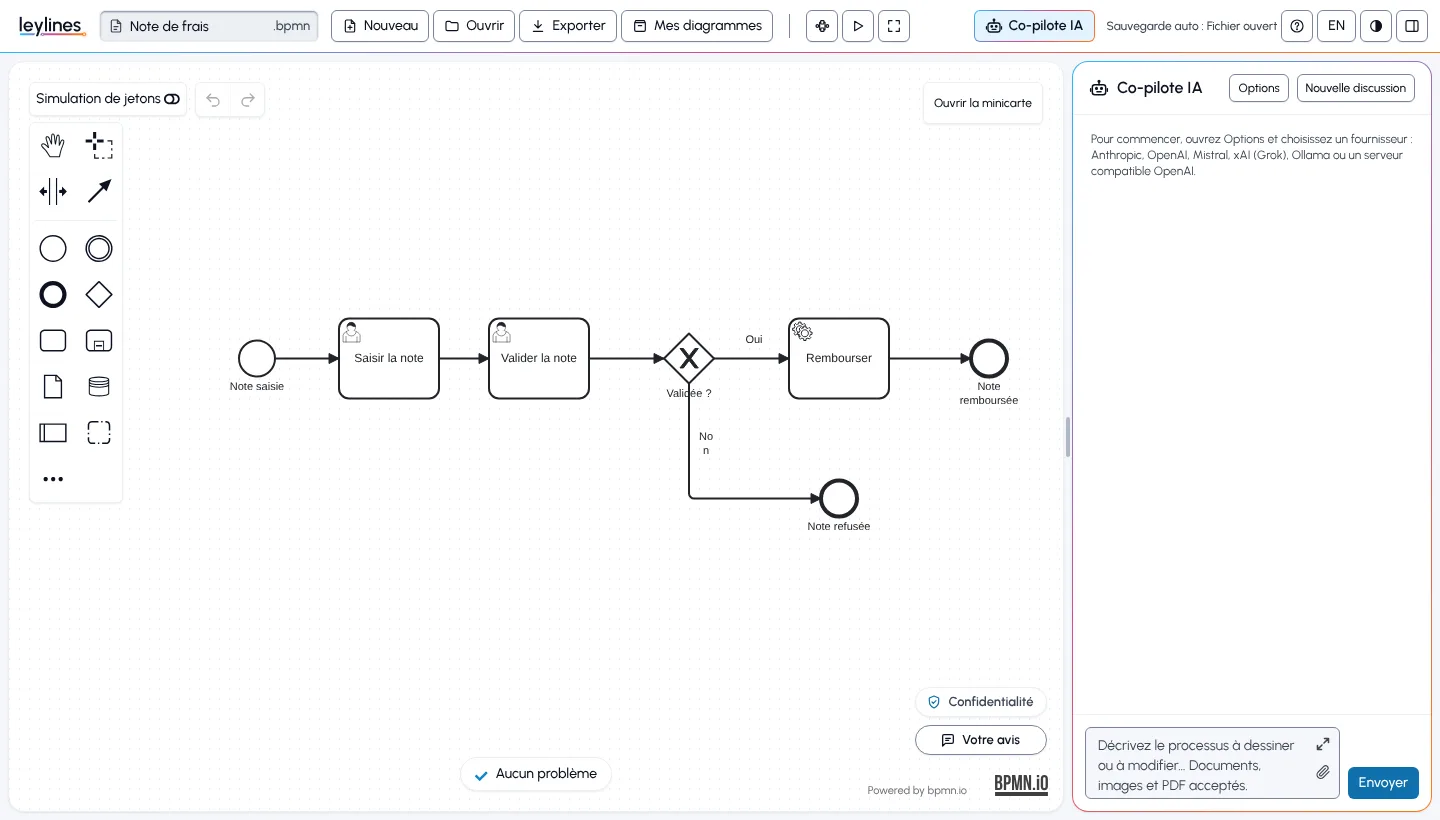 leylines
Note de frais .bpmn
Nouveau
Ouvrir
Exporter
Mes diagrammes
Co-pilote IA
Sauvegarde auto : Fichier ouvert
EN
Simulation de jetons
Ouvrir la minicarte
Note saisie
Saisir la note
Valider la note
Validée ?
Oui
Rembourser
Note
remboursée
No
n
Note refusée
Confidentialité
Votre avis
Aucun problème
Powered by bpmn.io
BPMN.iO
Co-pilote IA
Options
Nouvelle discussion
Pour commencer, ouvrez Options et choisissez un fournisseur :
Anthropic, OpenAI, Mistral, xAI (Grok), Ollama ou un serveur
compatible OpenAI.
Décrivez le processus à dessiner
ou à modifier... Documents,
images et PDF acceptés.
Envoyer